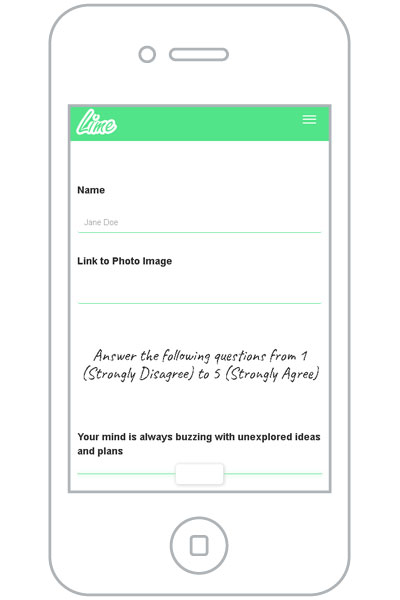 Lime
Name
Jane Doe
Link to Photo Image
Answer the following questions from 1
(Strongly Disagree) to 5 (Strongly Agree)
Your mind is always buzzing with unexplored ideas
and plans